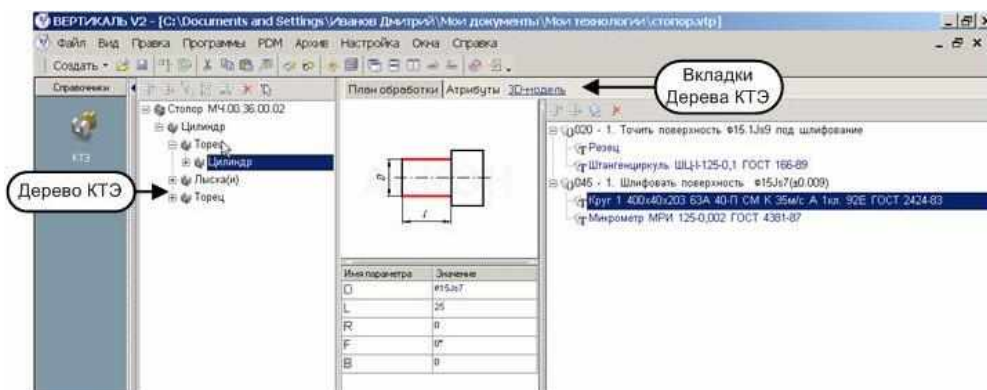 ВЕРТИКАЛЬ V2 - [C:\Documents and Settings\Иванов Дмитрий\Мои документы\Мои технологии\стопор.vtp]
Файл Вид Правка Программы PDM Архив Настройка Окна Справка
Создать
Справочники
КТЭ
Дерево КТЭ
Стопор МЧ.00.36.00.02
Цилиндр
Торец
Цилиндр
Лыска(и)
Торец
План обработки Атрибуты 3D-модель
Вкладки
Дерева КТЭ
D
l
Имя параметра Значение
D ø15Js7
L 25
R 0
F 0°
B 0
020 - 1. Точить поверхность ø15.1Js9 под шлифование
Резец
Штангенциркуль ШЦ-I-125-0,1 ГОСТ 166-89
045 - 1. Шлифовать поверхность ø15Js7(±0.009)
Круг 1 400x40x203 63А 40-П СМ К 35м/с А 1кл. 92Е ГОСТ 2424-83
Микрометр МРИ 125-0,002 ГОСТ 4381-87